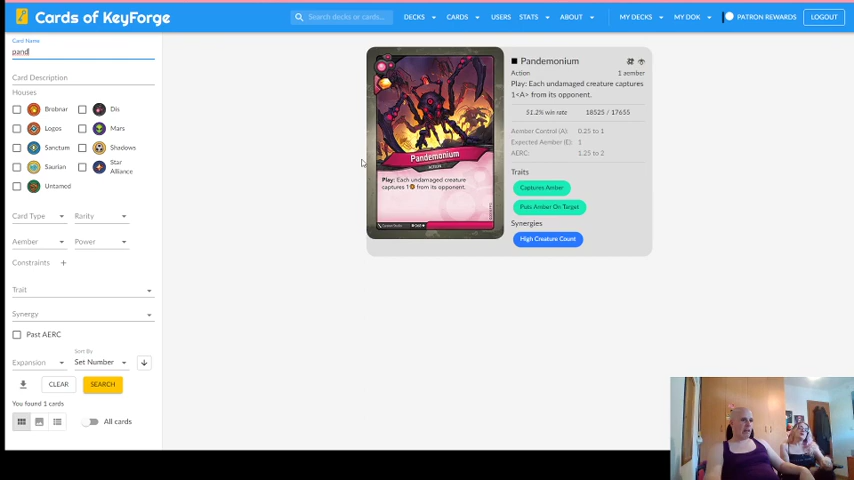 Cards of KeyForge
Search decks or cards...
DECKS
CARDS
USERS
STATS
ABOUT
MY DECKS
MY DOK
PATRON REWARDS
LOGOUT
Card Name
pand
Card Description
Houses
Brobnar
Dis
Logos
Mars
Sanctum
Shadows
Saurian
Star
Alliance
Untamed
Card Type
Rarity
Aember
Power
Constraints +
Trait
Synergy
Past AERC
Expansion
Sort By
Set Number
CLEAR
SEARCH
You found 1 cards
All cards
Pandemonium
ACTION
Play: Each undamaged creature
captures 1 from its opponent.
Pandemonium
Action
1 aember
Play: Each undamaged creature captures
1<A> from its opponent.
51.2% win rate
18525 / 17655
Aember Control (A): 0.25 to 1
Expected Aember (E): 1
AERC: 1.25 to 2
Traits
Captures Amber
Puts Amber On Target
Synergies
High Creature Count